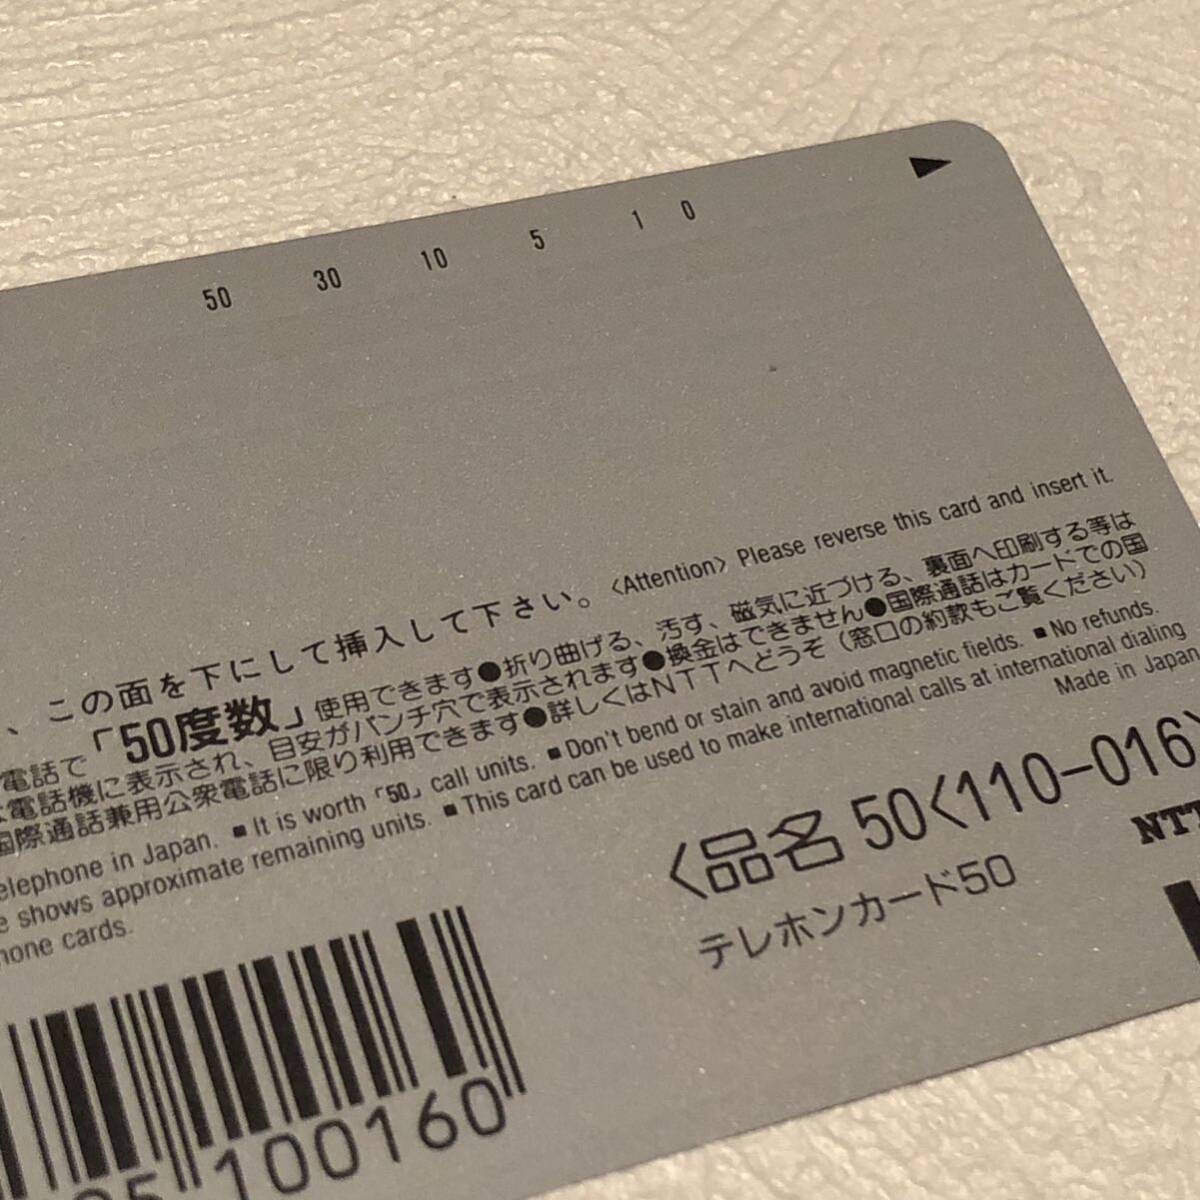 50 30 10 5 1 0
、この面を下にして挿入して下さい。〈Attention〉Please reverse this card and insert it.
電話で「50度数」使用できます●折り曲げる、汚す、磁気に近づける、裏面へ印刷する等は
電話機に表示され、目安がパンチ穴で表示されます●換金はできません●国際通話はカードでの国
国際通話兼用公衆電話に限り利用できます●詳しくはNTTへどうぞ（窓口の約款もご覧ください）
elephone in Japan. ■It is worth「50」call units. ■Don't bend or stain and avoid magnetic fields. ■No refunds.
e shows approximate remaining units. ■This card can be used to make international calls at international dialing
hone cards.
Made in Japan
〈品名 50〈110-016〉
NTT
テレホンカード50
5 100160